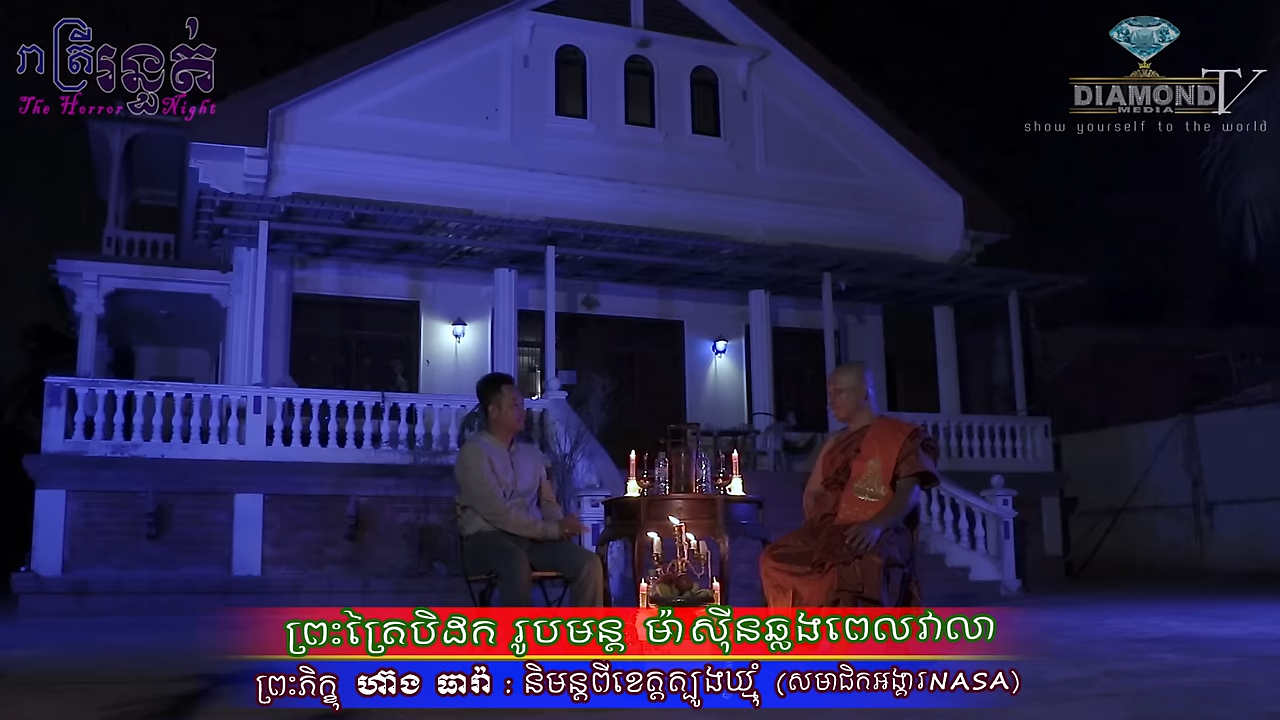 រាត្រីរន្ធត់
The Horror Night
DIAMOND TV
MEDIA
show yourself to the world
ព្រះត្រៃបិដក រូបមន្ត ម៉ាស៊ីនឆ្លងពេលវាលា
ព្រះភិក្ខុ ហ៊ាង ធារ៉ា : និមន្តពីខេត្តត្បូងឃ្មុំ (សមាជិកអង្គការNASA)